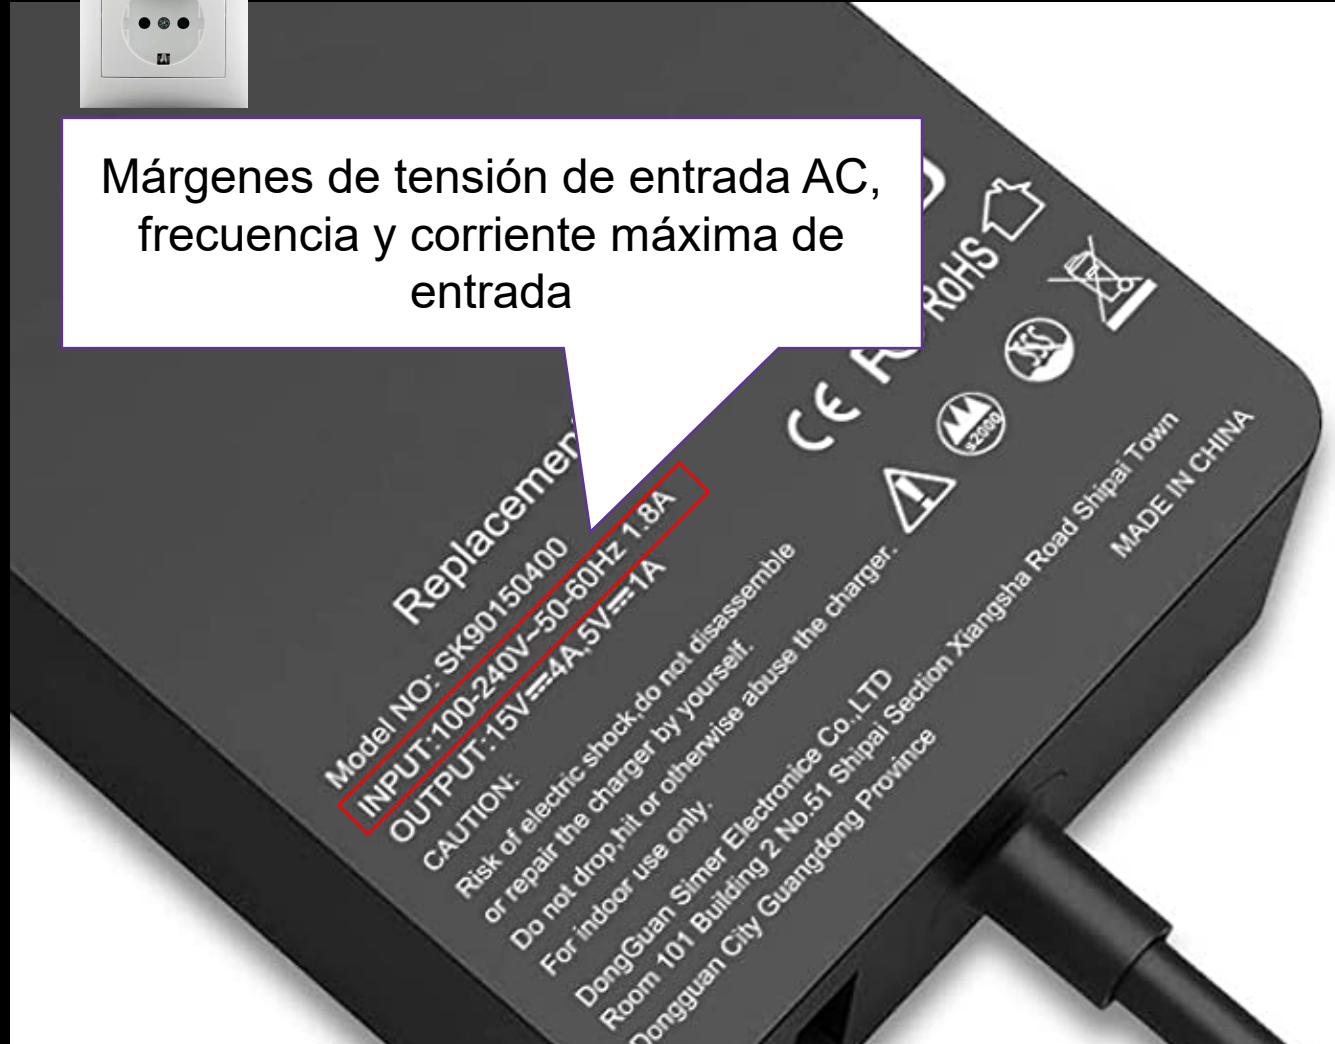 Márgenes de tensión de entrada AC,
frecuencia y corriente máxima de
entrada
RoHS
CE
s2000
Model NO: SK90150400
INPUT:100-240V~50-60Hz 1.8A
OUTPUT:15V⎓4A,5V⎓1A
CAUTION:
Risk of electric shock,do not disassemble
or repair the charger by yourself.
Do not drop,hit or otherwise abuse the charger.
For indoor use only.
DongGuan Simer Electronice Co.,LTD
Room 101 Building 2 No.51 Shipai Section Xiangsha Road Shipai Town
Dongguan City Guangdong Province
MADE IN CHINA